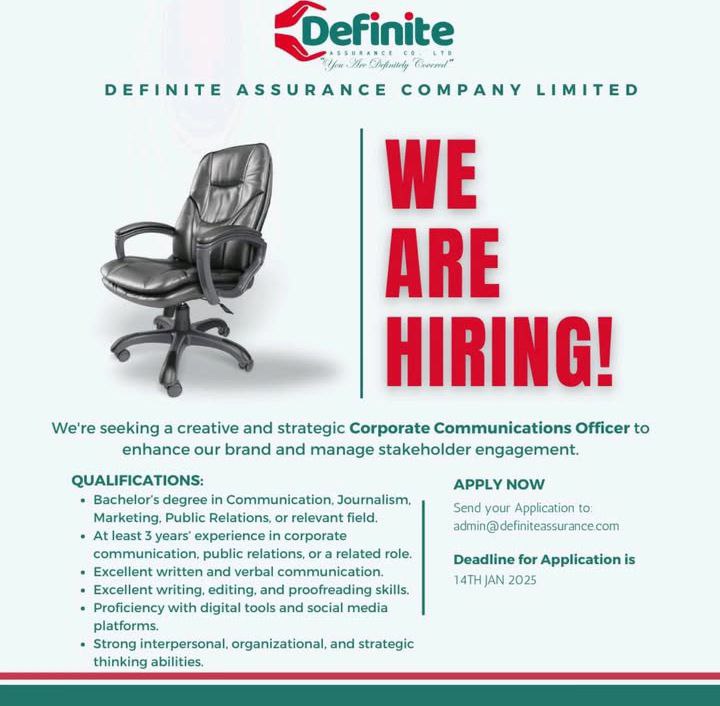 Definite
ASSURANCE CO. LTD
"You Are Definitely Covered"
DEFINITE ASSURANCE COMPANY LIMITED
WE
ARE
HIRING!
We're seeking a creative and strategic Corporate Communications Officer to
enhance our brand and manage stakeholder engagement.
QUALIFICATIONS:
• Bachelor's degree in Communication, Journalism,
Marketing, Public Relations, or relevant field.
• At least 3 years' experience in corporate
communication, public relations, or a related role.
• Excellent written and verbal communication.
• Excellent writing, editing, and proofreading skills.
• Proficiency with digital tools and social media
platforms.
• Strong interpersonal, organizational, and strategic
thinking abilities.
APPLY NOW
Send your Application to:
admin@definiteassurance.com
Deadline for Application is
14TH JAN 2025